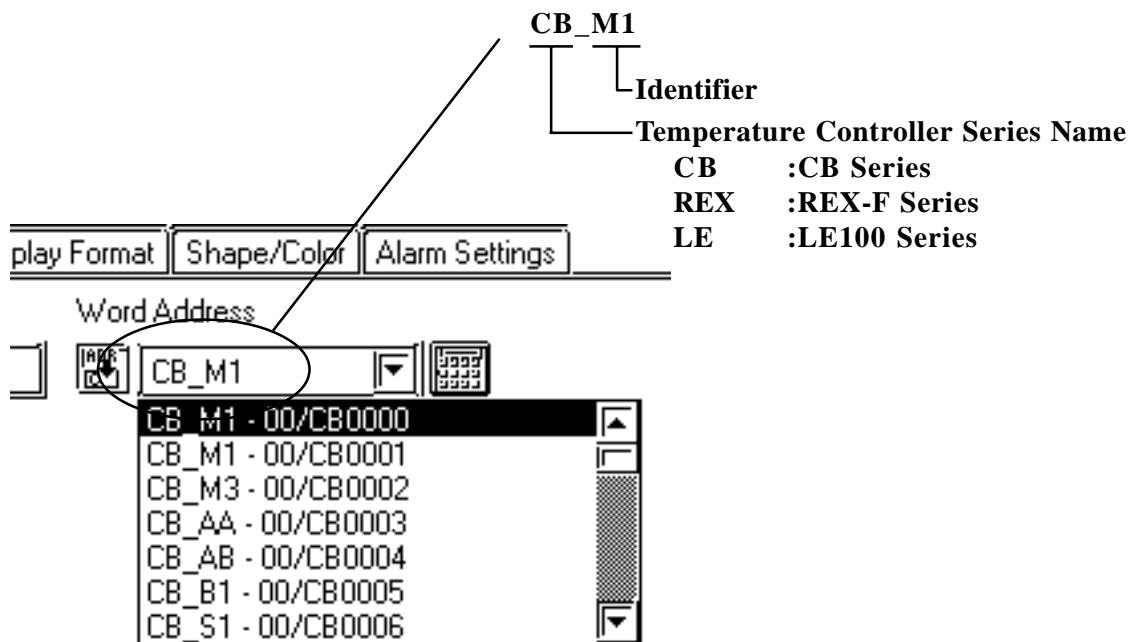 CB_M1
Identifier
Temperature Controller Series Name
CB :CB Series
REX :REX-F Series
LE :LE100 Series
play Format Shape/Color Alarm Settings
Word Address
CB_M1
CB_M1 - 00/CB0000
CB_M1 - 00/CB0001
CB_M3 - 00/CB0002
CB_AA - 00/CB0003
CB_AB - 00/CB0004
CB_B1 - 00/CB0005
CB_S1 - 00/CB0006